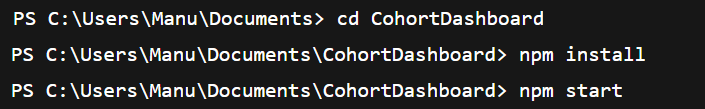 PS C:\Users\Manu\Documents> cd CohortDashboard
PS C:\Users\Manu\Documents\CohortDashboard> npm install
PS C:\Users\Manu\Documents\CohortDashboard> npm start